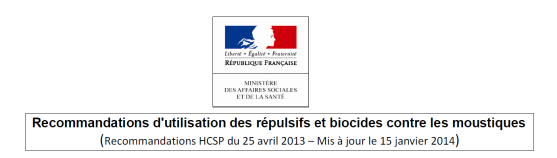 Liberté • Égalité • Fraternité
RÉPUBLIQUE FRANÇAISE
MINISTÈRE
DES AFFAIRES SOCIALES
ET DE LA SANTÉ
Recommandations d'utilisation des répulsifs et biocides contre les moustiques
(Recommandations HCSP du 25 avril 2013 – Mis à jour le 15 janvier 2014)